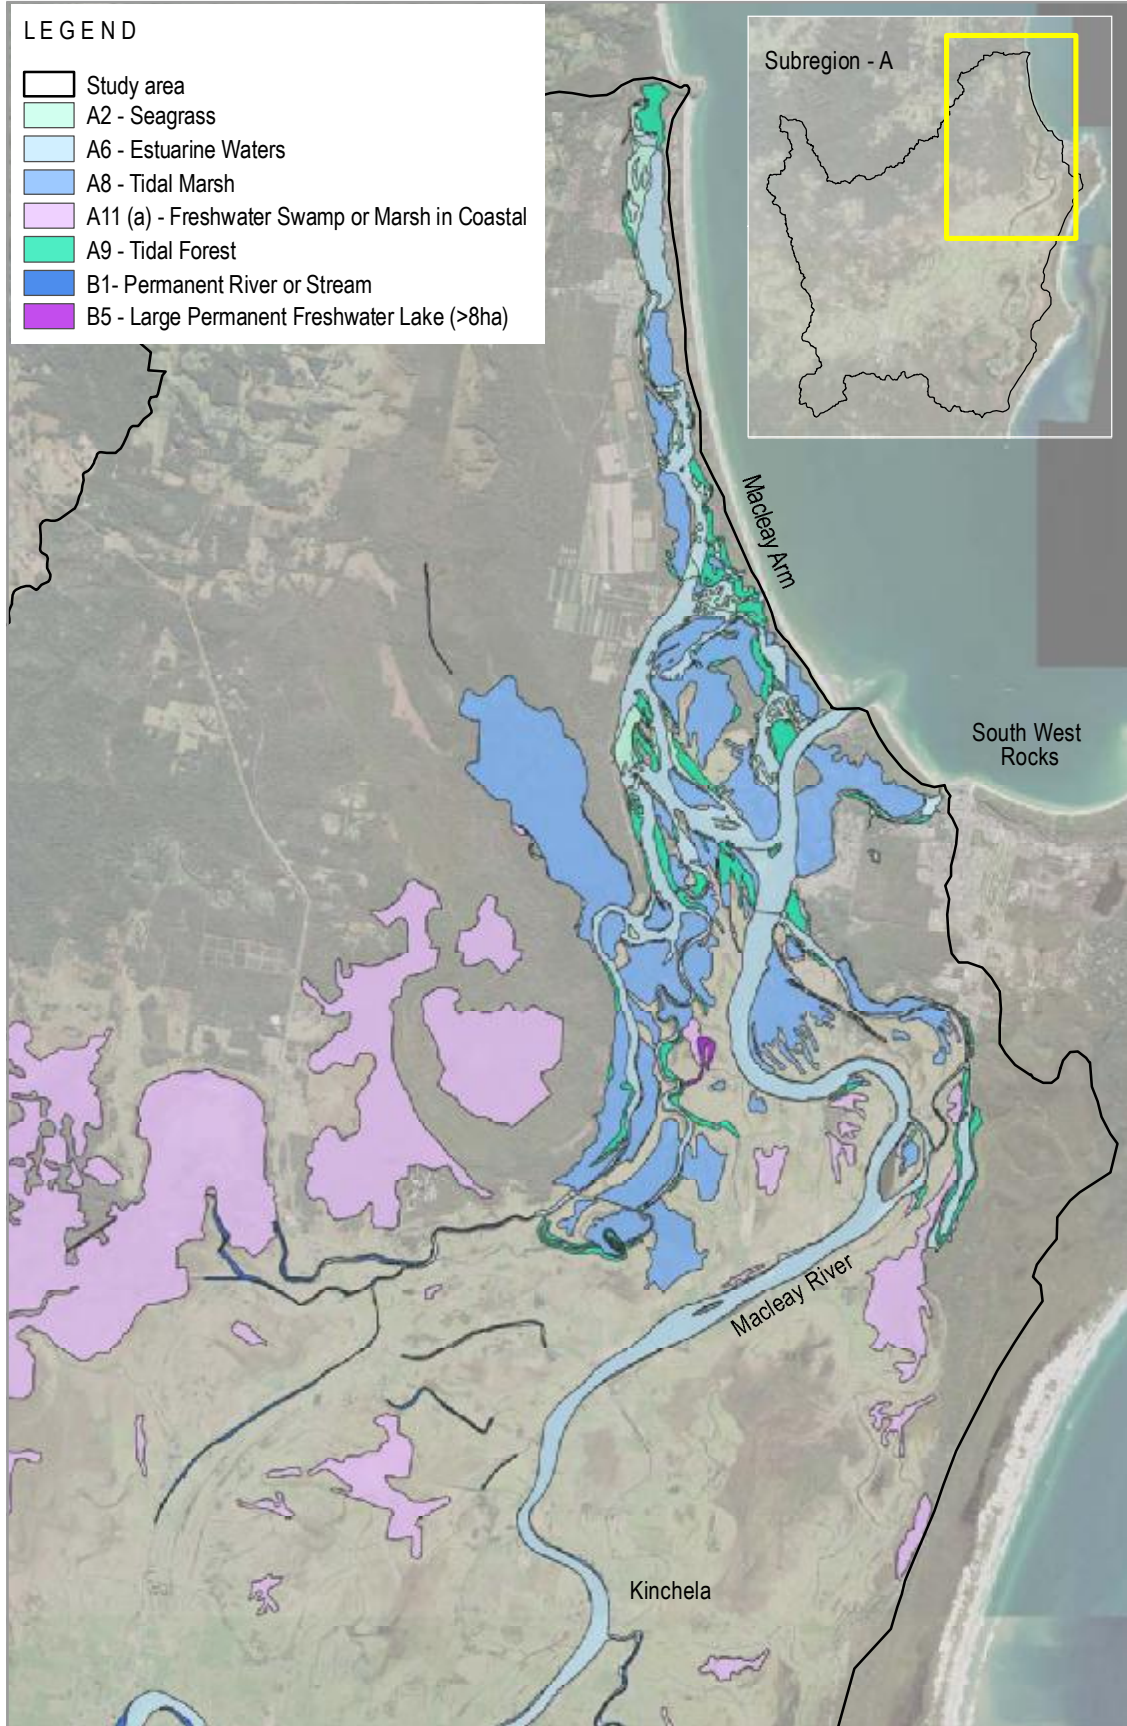 LEGEND
Study area
A2 - Seagrass
A6 - Estuarine Waters
A8 - Tidal Marsh
A11 (a) - Freshwater Swamp or Marsh in Coastal
A9 - Tidal Forest
B1- Permanent River or Stream
B5 - Large Permanent Freshwater Lake (>8ha)
Subregion - A
Macleay Arm
South West
Rocks
Macleay River
Kinchela